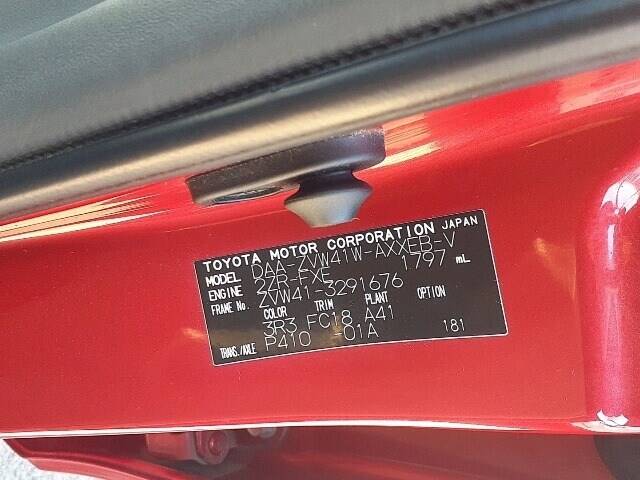 TOYOTA MOTOR CORPORATION JAPAN
MODEL DAA-ZVW41W-AXXEB-V
ENGINE 2ZR-FXE 1797 mL
FRAME No. ZVW41-3291676
COLOR TRIM PLANT OPTION
3R3 FC18 A41
TRANS./AXLE P410 -01A 181